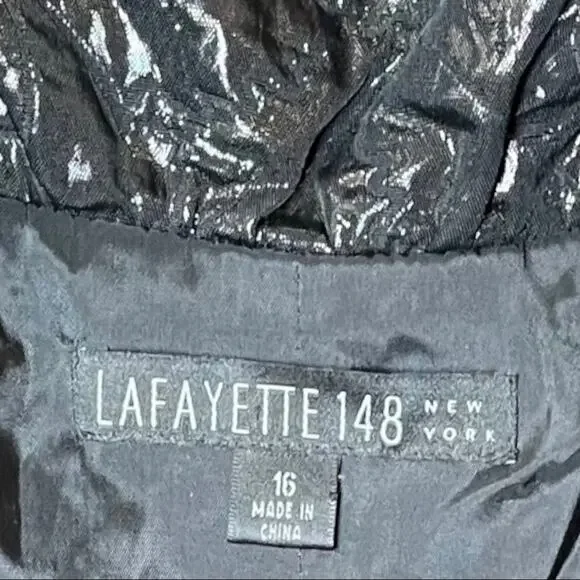 LAFAYETTE 148 NEW YORK
16
MADE IN
CHINA